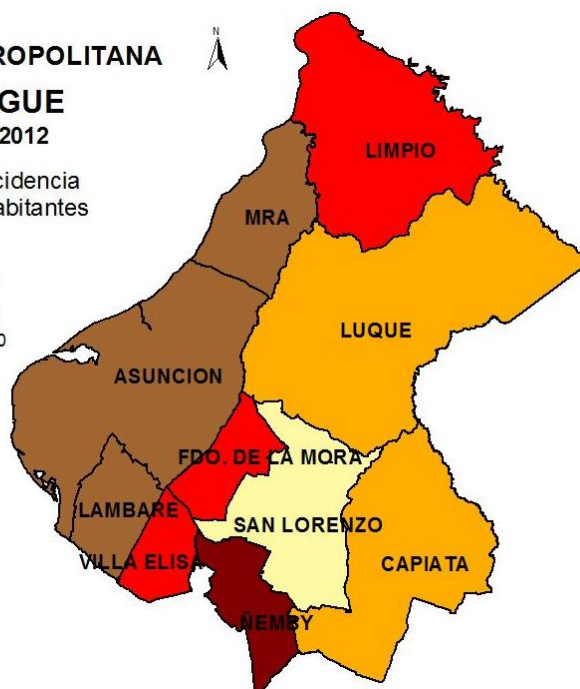 ROPOLITANA
N
GUE
2012
cidencia
abitantes
0
LIMPIO
MRA
LUQUE
ASUNCION
FDO. DE LA MORA
LAMBARE
SAN LORENZO
VILLA ELISA
CAPIATA
ÑEMBY